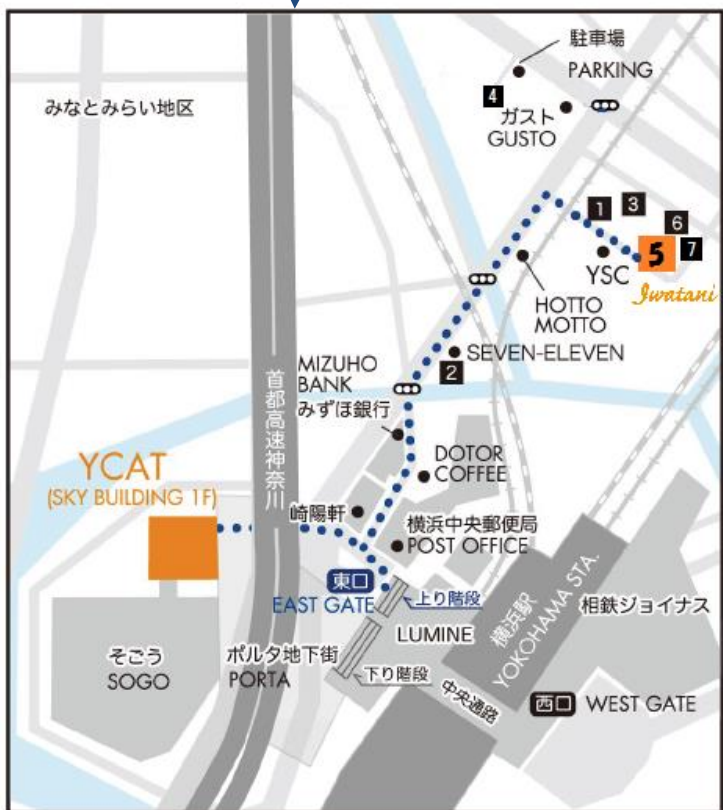 駐車場
PARKING
みなとみらい地区
4
ガスト
GUSTO
1
3
6
5
7
YSC
Iwatani
HOTTO
MOTTO
SEVEN-ELEVEN
2
MIZUHO
BANK
みずほ銀行
首都高速神奈川
YCAT
(SKY BUILDING 1F)
DOTOR
COFFEE
崎陽軒
横浜中央郵便局
POST OFFICE
東口
EAST GATE
上り階段
横浜駅
YOKOHAMA STA.
相鉄ジョイナス
LUMINE
そごう
SOGO
ポルタ地下街
PORTA
下り階段
中央通路
西口 WEST GATE